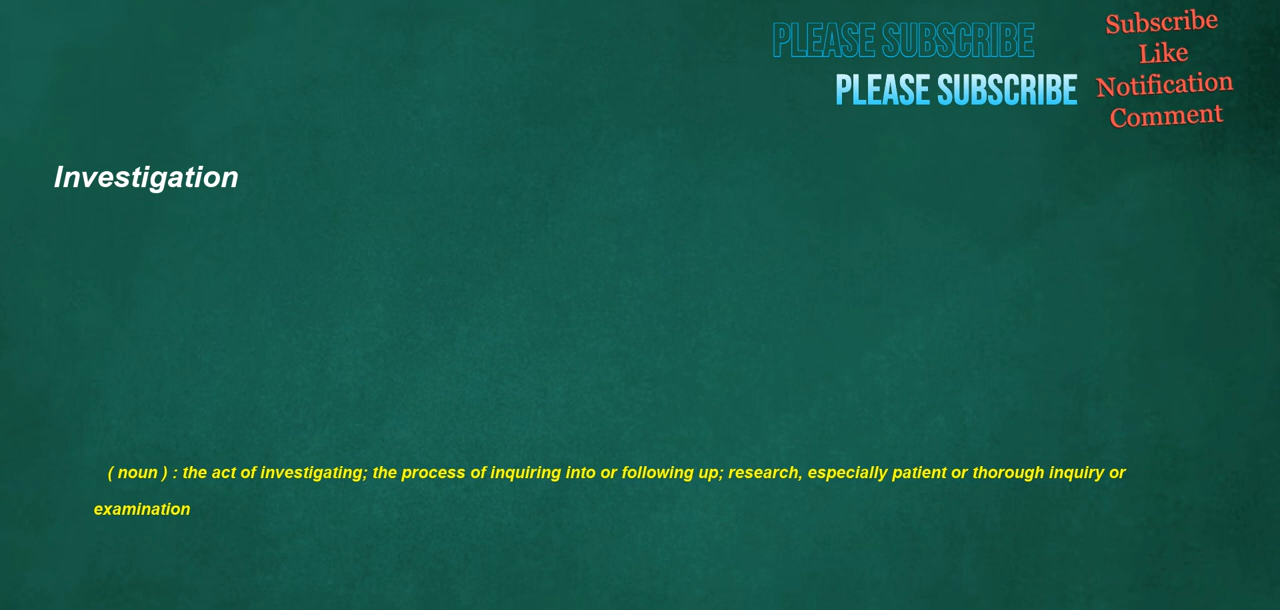 PLEASE SUBSCRIBE
PLEASE SUBSCRIBE
Subscribe
Like
Notification
Comment
Investigation
( noun ) : the act of investigating; the process of inquiring into or following up; research, especially patient or thorough inquiry or
examination